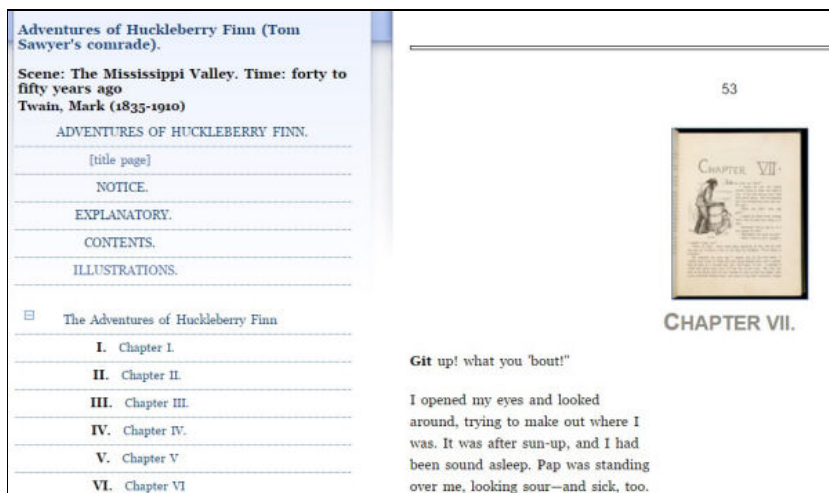 Adventures of Huckleberry Finn (Tom
Sawyer's comrade).
Scene: The Mississippi Valley. Time: forty to
fifty years ago
Twain, Mark (1835-1910)
ADVENTURES OF HUCKLEBERRY FINN.
[title page]
NOTICE.
EXPLANATORY.
CONTENTS.
ILLUSTRATIONS.
The Adventures of Huckleberry Finn
I. Chapter I.
II. Chapter II.
III. Chapter III.
IV. Chapter IV.
V. Chapter V
VI. Chapter VI
53
CHAPTER VII.
CHAPTER VII.
Git up! what you 'bout!"
I opened my eyes and looked
around, trying to make out where I
was. It was after sun-up, and I had
been sound asleep. Pap was standing
over me, looking sour—and sick, too.